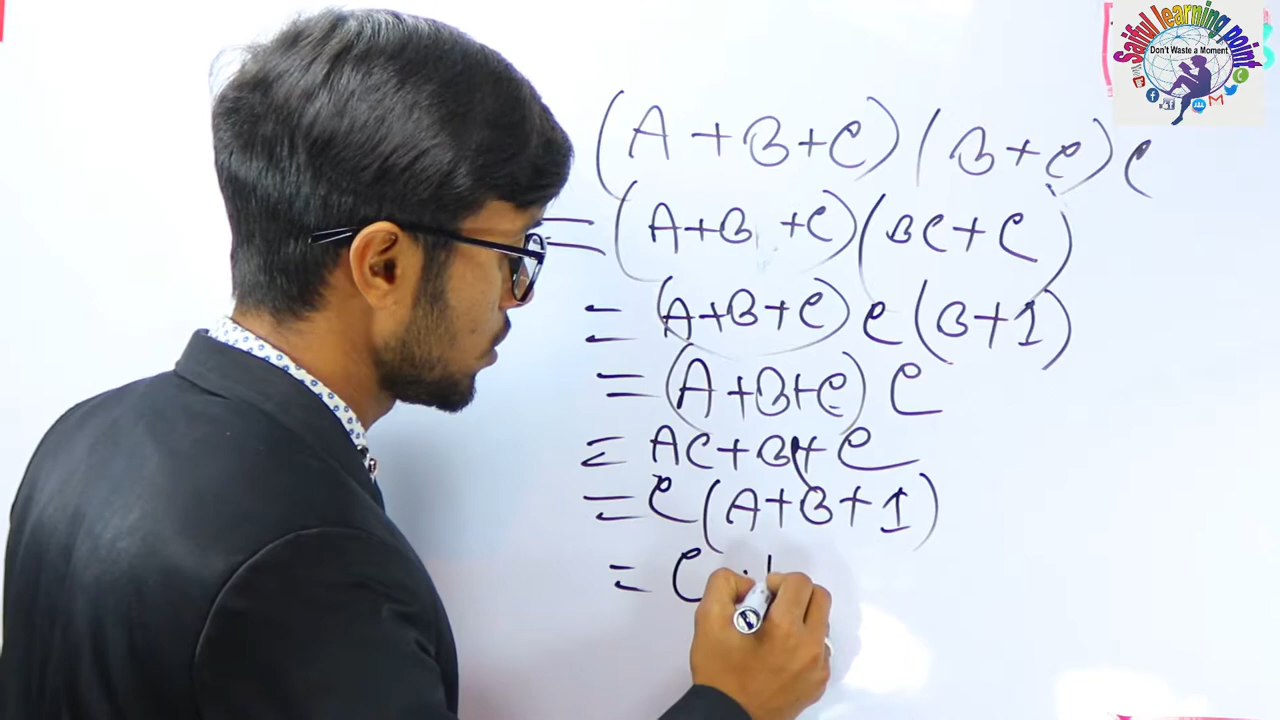 Saiful learning point
Don't Waste a Moment
(A + B + C) (B + C) C
= (A + B + C) (BC + C)
= (A + B + C) C (B + 1)
= (A + B + C) C
= AC + BC + C
= C (A + B + 1)
= C . 1